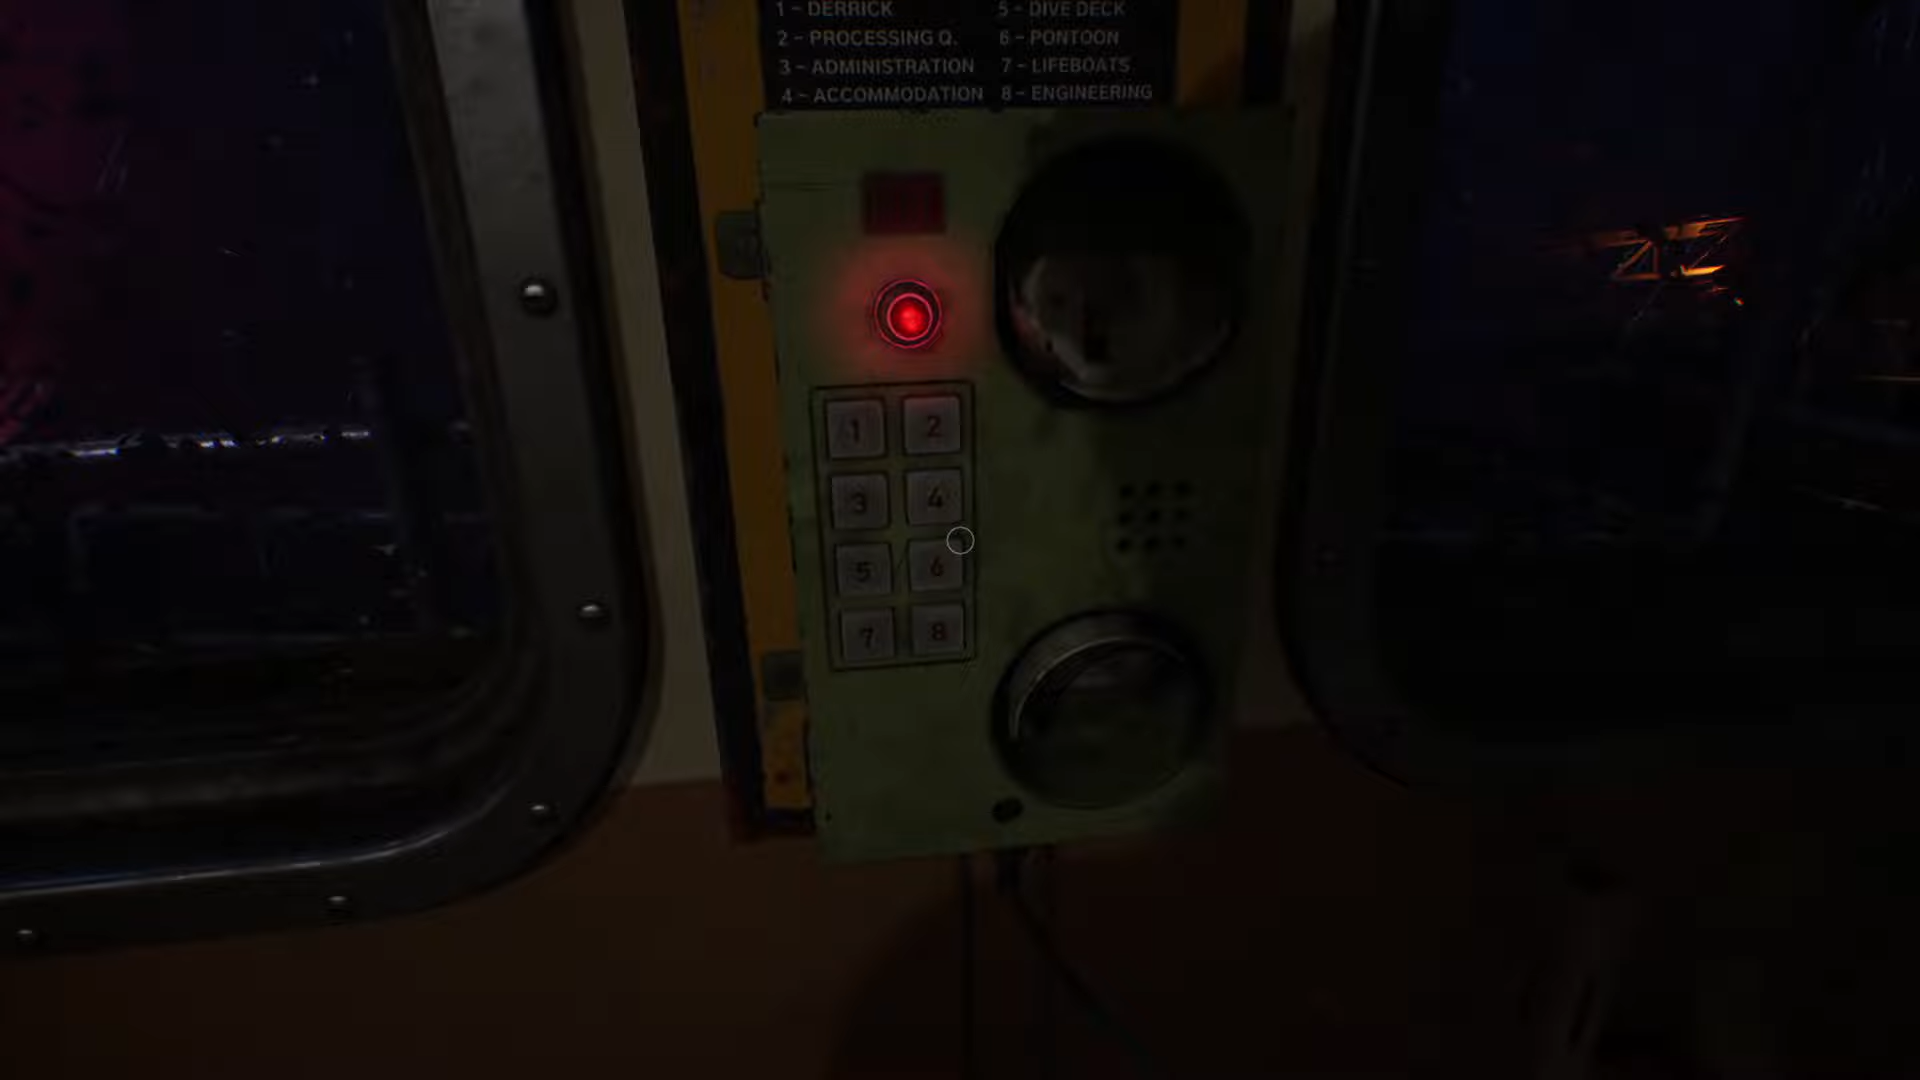 1 - DERRICK
2 - PROCESSING Q.
3 - ADMINISTRATION
4 - ACCOMMODATION
5 - DIVE DECK
6 - PONTOON
7 - LIFEBOATS
8 - ENGINEERING
1 2
3 4
5 6
7 8